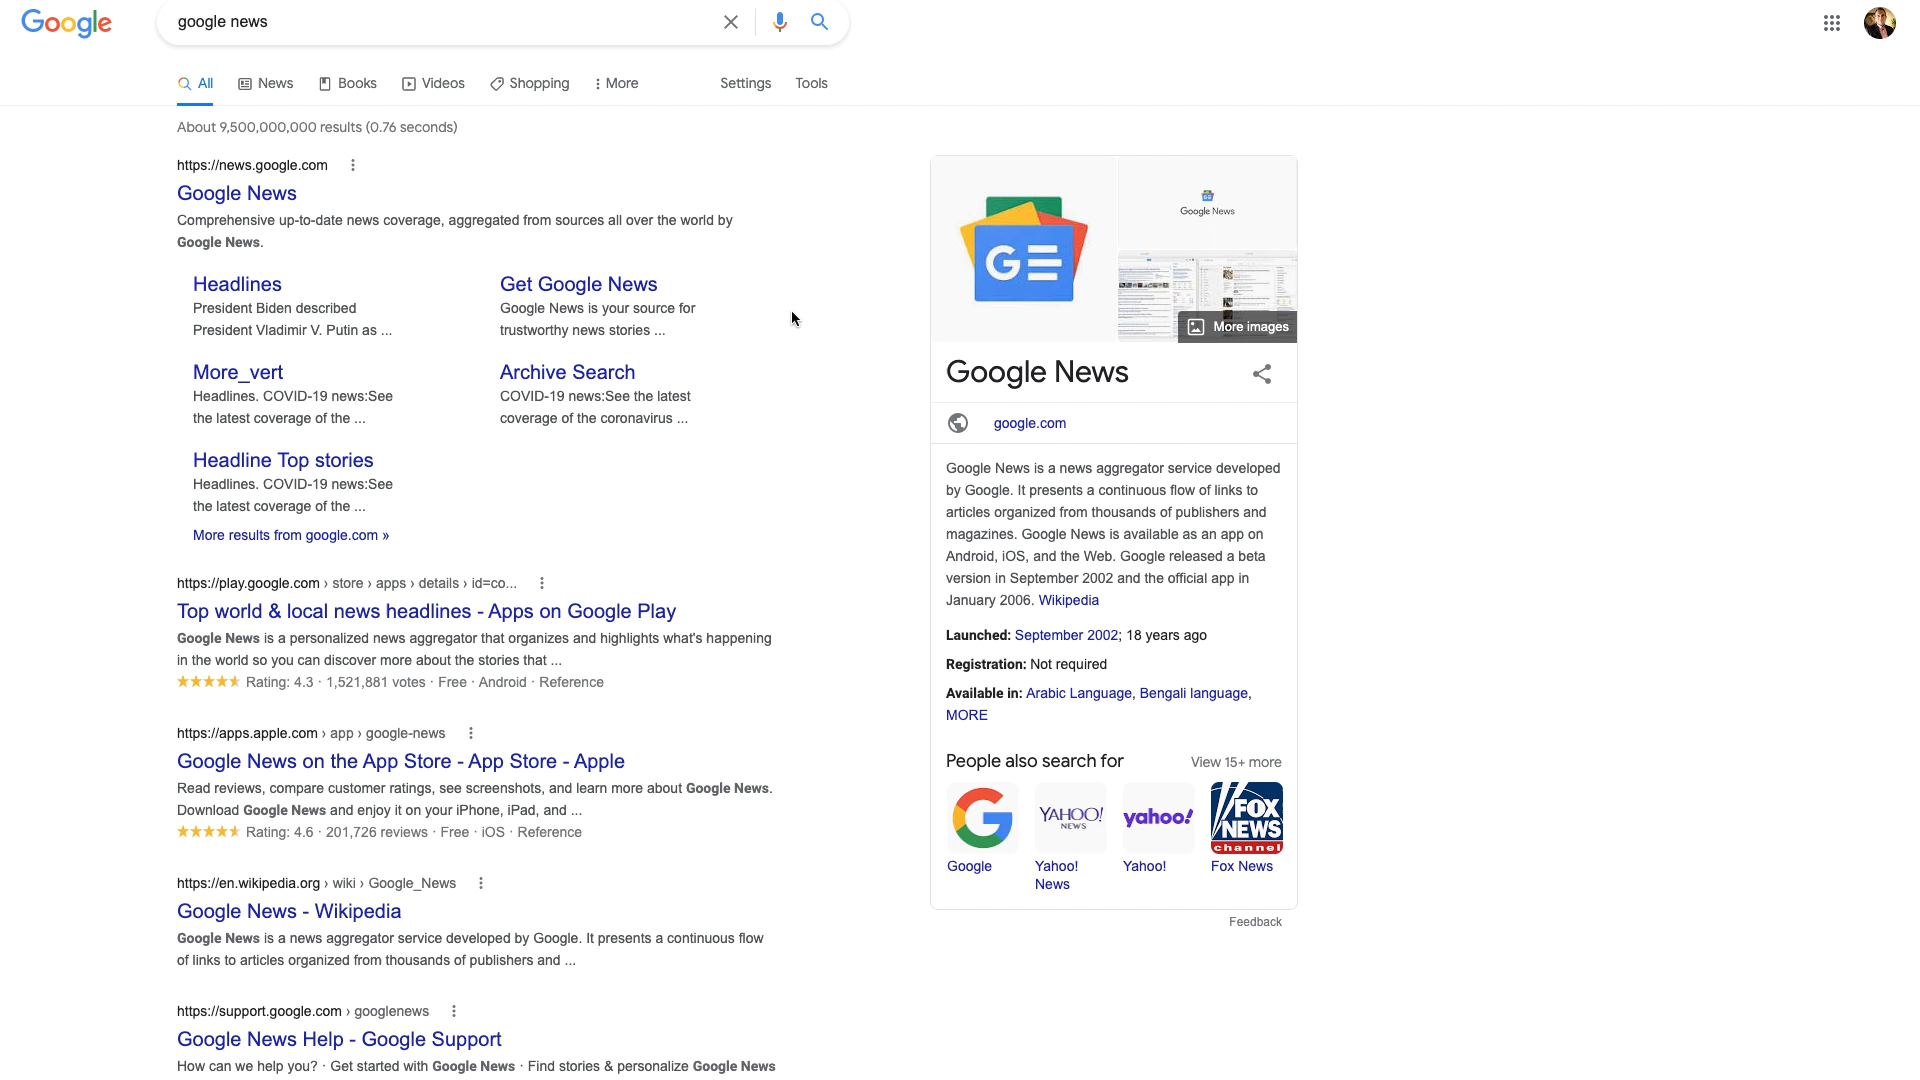 Google
google news
All
News
Books
Videos
Shopping
More
Settings
Tools
About 9,500,000,000 results (0.76 seconds)
https://news.google.com
Google News
Comprehensive up-to-date news coverage, aggregated from sources all over the world by
Google News.
Headlines
President Biden described
President Vladimir V. Putin as ...
Get Google News
Google News is your source for
trustworthy news stories ...
More_vert
Headlines. COVID-19 news:See
the latest coverage of the ...
Archive Search
COVID-19 news:See the latest
coverage of the coronavirus ...
Headline Top stories
Headlines. COVID-19 news:See
the latest coverage of the ...
More results from google.com »
https://play.google.com › store › apps › details › id=co...
Top world & local news headlines - Apps on Google Play
Google News is a personalized news aggregator that organizes and highlights what's happening
in the world so you can discover more about the stories that ...
Rating: 4.3 · 1,521,881 votes · Free · Android · Reference
https://apps.apple.com › app › google-news
Google News on the App Store - App Store - Apple
Read reviews, compare customer ratings, see screenshots, and learn more about Google News.
Download Google News and enjoy it on your iPhone, iPad, and ...
Rating: 4.6 · 201,726 reviews · Free · iOS · Reference
https://en.wikipedia.org › wiki › Google_News
Google News - Wikipedia
Google News is a news aggregator service developed by Google. It presents a continuous flow
of links to articles organized from thousands of publishers and ...
https://support.google.com › googlenews
Google News Help - Google Support
How can we help you? · Get started with Google News · Find stories & personalize Google News
GE
Google News
More images
Google News
google.com
Google News is a news aggregator service developed
by Google. It presents a continuous flow of links to
articles organized from thousands of publishers and
magazines. Google News is available as an app on
Android, iOS, and the Web. Google released a beta
version in September 2002 and the official app in
January 2006. Wikipedia
Launched: September 2002; 18 years ago
Registration: Not required
Available in: Arabic Language, Bengali language,
MORE
People also search for
View 15+ more
G
YAHOO!
NEWS
yahoo!
FOX
NEWS
channel
Google
Yahoo!
News
Yahoo!
Fox News
Feedback